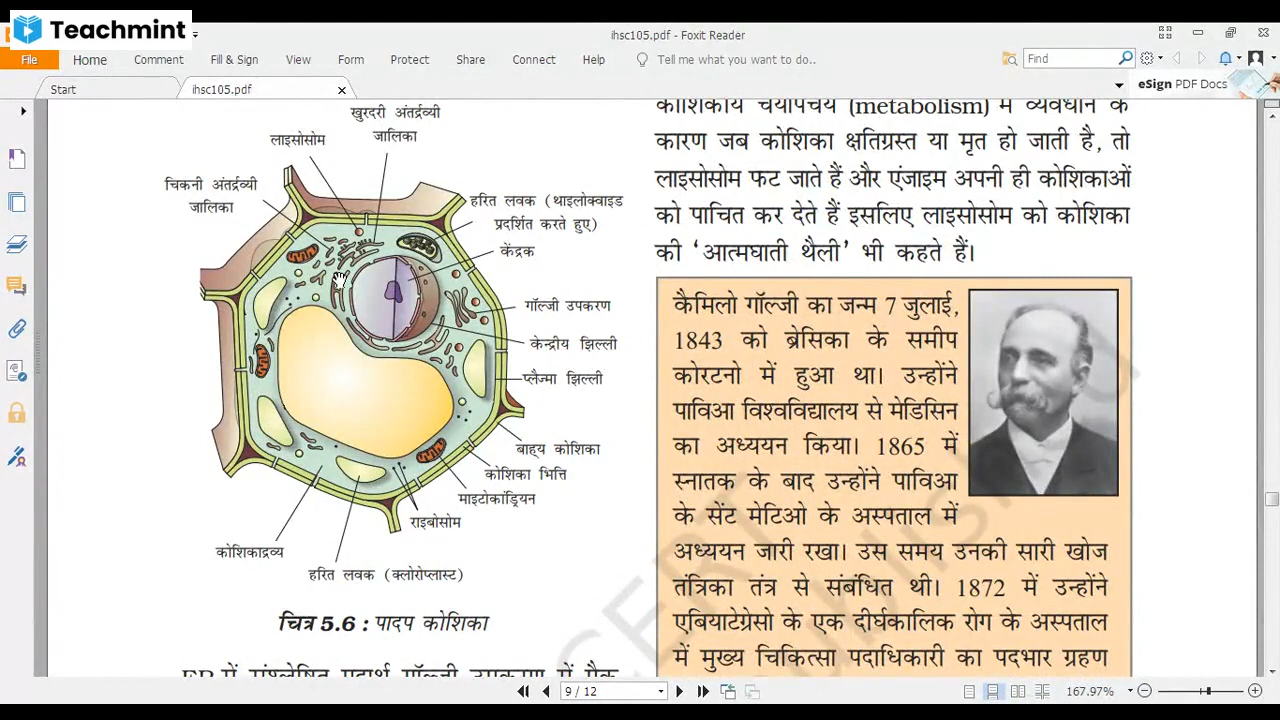 Teachmint
ihsc105.pdf - Foxit Reader
File Home Comment Fill & Sign View Form Protect Share Connect Help Tell me what you want to do.. Find
Start ihsc105.pdf eSign PDF Docs
खुरदरी अंतर्द्रव्यी
जालिका
लाइसोसोम
चिकनी अंतर्द्रव्यी
जालिका
हरित लवक (थाइलोक्वाइड
प्रदर्शित करते हुए)
केंद्रक
गॉल्जी उपकरण
केन्द्रीय झिल्ली
प्लैज्मा झिल्ली
बाह्य कोशिका
कोशिका भित्ति
माइटोकांड्रियन
राइबोसोम
कोशिकाद्रव्य
हरित लवक (क्लोरोप्लास्ट)
चित्र 5.6 : पादप कोशिका
ER में संश्लेषित पदार्थ गॉल्जी उपकरण में पैक
कोशिकीय चयापचय (metabolism) में व्यवधान के
कारण जब कोशिका क्षतिग्रस्त या मृत हो जाती है, तो
लाइसोसोम फट जाते हैं और एंजाइम अपनी ही कोशिकाओं
को पाचित कर देते हैं इसलिए लाइसोसोम को कोशिका
की ‘आत्मघाती थैली’ भी कहते हैं।
कैमिलो गॉल्जी का जन्म 7 जुलाई,
1843 को ब्रेसिका के समीप
कोरटनो में हुआ था। उन्होंने
पाविआ विश्वविद्यालय से मेडिसिन
का अध्ययन किया। 1865 में
स्नातक के बाद उन्होंने पाविआ
के सेंट मेटिओ के अस्पताल में
अध्ययन जारी रखा। उस समय उनकी सारी खोज
तंत्रिका तंत्र से संबंधित थी। 1872 में उन्होंने
एबियाटेग्रेसो के एक दीर्घकालिक रोग के अस्पताल
में मुख्य चिकित्सा पदाधिकारी का पदभार ग्रहण
9 / 12 167.97%